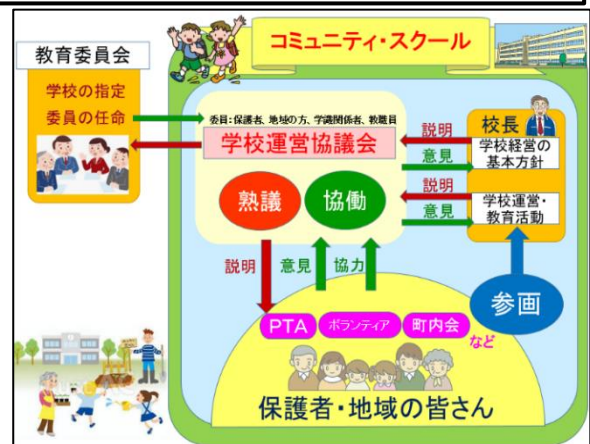 コミュニティ・スクール
教育委員会
学校の指定
委員の任命
委員:保護者、地域の方、学識関係者、教職員
学校運営協議会
熟議
協働
説明
意見
説明
意見
校長
学校経営の
基本方針
学校運営・
教育活動
説明
意見
協力
参画
PTA
ボランティア
町内会
など
保護者・地域の皆さん